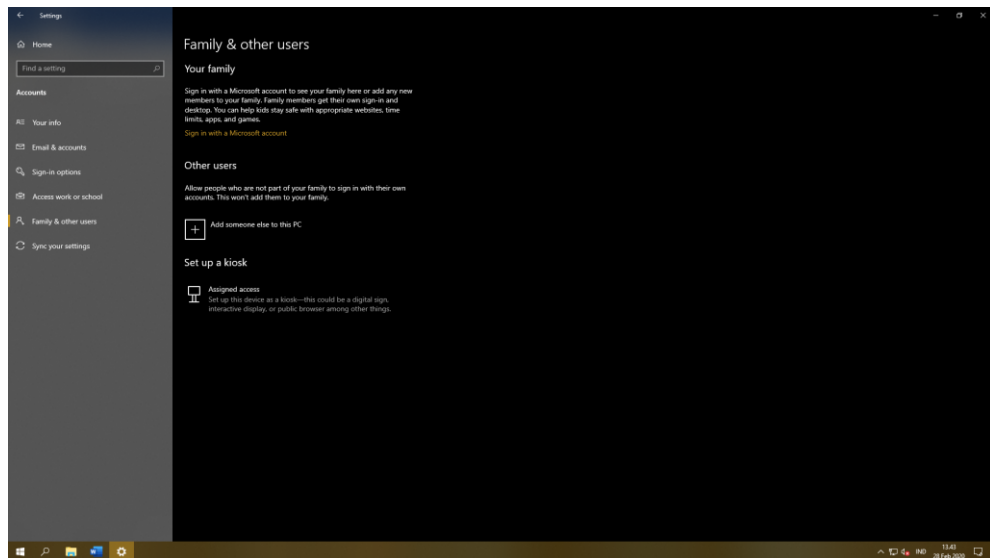 Settings
Home
Find a setting
Accounts
Your info
Email & accounts
Sign-in options
Access work or school
Family & other users
Sync your settings
Family & other users
Your family
Sign in with a Microsoft account to see your family here or add any new
members to your family. Family members get their own sign-in and
desktop. You can help kids stay safe with appropriate websites, time
limits, apps, and games.
Sign in with a Microsoft account
Other users
Allow people who are not part of your family to sign in with their own
accounts. This won't add them to your family.
Add someone else to this PC
Set up a kiosk
Assigned access
Set up this device as a kiosk—this could be a digital sign,
interactive display, or public browser among other things.
IND
13.43
28 Feb 2020